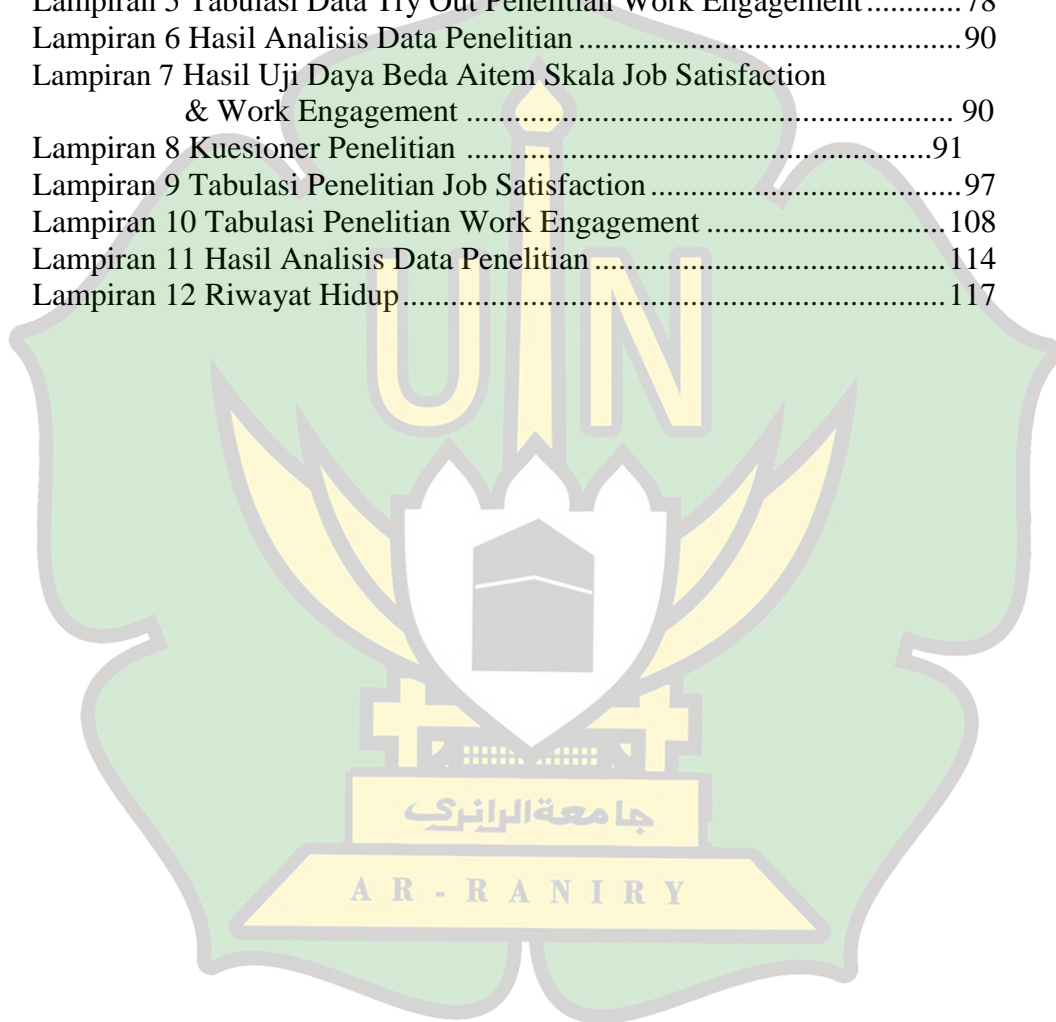 Lampiran 5 Tabulasi Data Try Out Penelitian Work Engagement............78
Lampiran 6 Hasil Analisis Data Penelitian..............................................90
Lampiran 7 Hasil Uji Daya Beda Aitem Skala Job Satisfaction
& Work Engagement .......................................................... 90
Lampiran 8 Kuesioner Penelitian ........................................................91
Lampiran 9 Tabulasi Penelitian Job Satisfaction.....................................97
Lampiran 10 Tabulasi Penelitian Work Engagement .............................108
Lampiran 11 Hasil Analisis Data Penelitian..........................................114
Lampiran 12 Riwayat Hidup.................................................................117
UIN
جامعةالرانري
AR-RANIRY